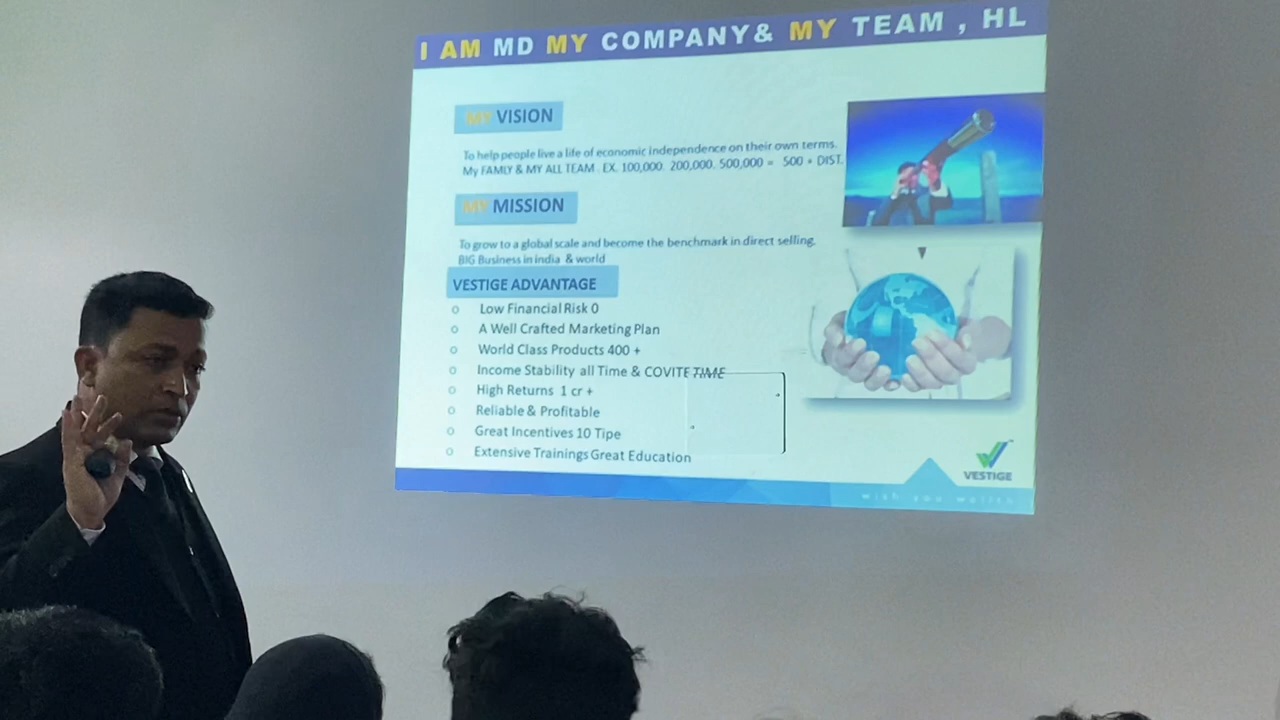 I AM MD MY COMPANY& MY TEAM , HL
MY VISION
To help people live a life of economic independence on their own terms.
My FAMLY & MY ALL TEAM . EX. 100,000. 200,000. 500,000 = 500 + DIST.
MY MISSION
To grow to a global scale and become the benchmark in direct selling.
BIG Business in india & world
VESTIGE ADVANTAGE
o Low Financial Risk 0
o A Well Crafted Marketing Plan
o World Class Products 400 +
o Income Stability all Time & COVITE TIME
o High Returns 1 cr +
o Reliable & Profitable
o Great Incentives 10 Tipe
o Extensive Trainings Great Education
VESTIGE